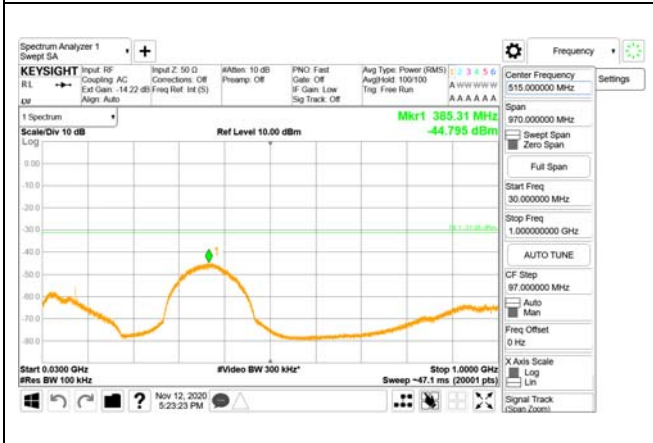 Spectrum Analyzer 1
Swept SA
+
Frequency
KEYSIGHT
RL
Input: RF
Coupling: AC
Ext Gain: -14.22 dB
Align: Auto
Input Z: 50 Ω
Corrections: Off
Freq Ref: Int (S)
#Atten: 10 dB
Preamp: Off
PNO: Fast
Gate: Off
IF Gain: Low
Sig Track: Off
Avg Type: Power (RMS)
Avg|Hold: 100/100
Trig: Free Run
1 2 3 4 5 6
A W W W W W
A A A A A A
1 Spectrum
Scale/Div 10 dB
Log
Ref Level 10.00 dBm
Mkr1 385.31 MHz
-44.795 dBm
0.00
-10.0
-20.0
-30.0
-40.0
-50.0
-60.0
-70.0
-80.0
1
Start 0.0300 GHz
#Res BW 100 kHz
#Video BW 300 kHz*
Stop 1.0000 GHz
Sweep ~47.1 ms (20001 pts)
Nov 12, 2020
5:23:23 PM
?
Center Frequency
515.000000 MHz
Settings
Span
970.000000 MHz
Swept Span
Zero Span
Full Span
Start Freq
30.000000 MHz
Stop Freq
1.000000000 GHz
AUTO TUNE
CF Step
97.000000 MHz
Auto
Man
Freq Offset
0 Hz
X Axis Scale
Log
Lin
Signal Track
(Span Zoom)